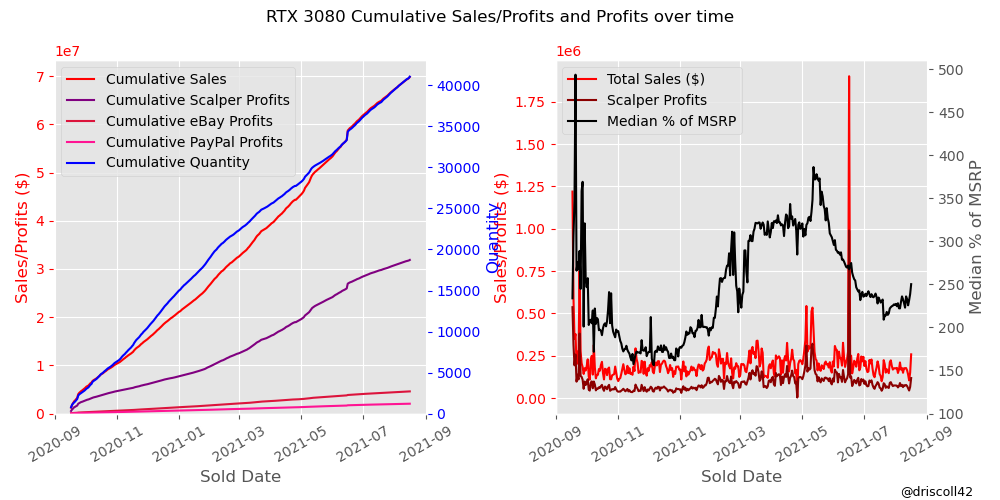 RTX 3080 Cumulative Sales/Profits and Profits over time
1e7
Cumulative Sales
Cumulative Scalper Profits
Cumulative eBay Profits
Cumulative PayPal Profits
Cumulative Quantity
7
6
5
4
3
2
1
0
Sales/Profits ($)
40000
35000
30000
25000
20000
15000
10000
5000
0
Quantity
2020-09
2020-11
2021-01
2021-03
2021-05
2021-07
2021-09
Sold Date
1e6
Total Sales ($)
Scalper Profits
Median % of MSRP
1.75
1.50
1.25
1.00
0.75
0.50
0.25
0.00
Sales/Profits ($)
500
450
400
350
300
250
200
150
100
Median % of MSRP
2020-09
2020-11
2021-01
2021-03
2021-05
2021-07
2021-09
Sold Date
@driscoll42